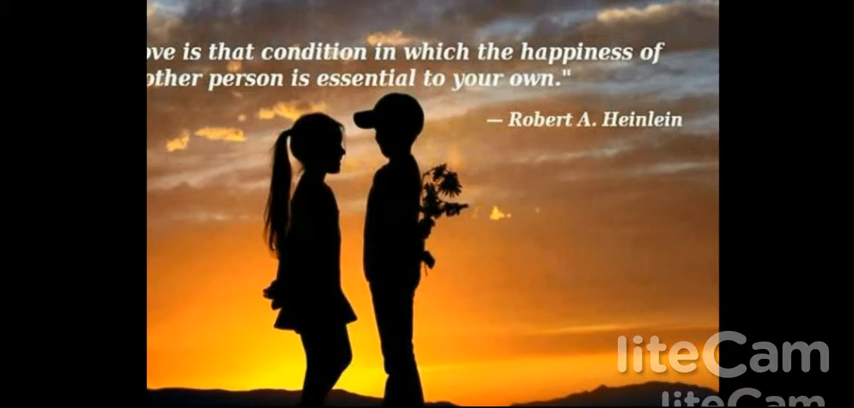 ove is that condition in which the happiness of
other person is essential to your own."
— Robert A. Heinlein
liteCam
liteCam